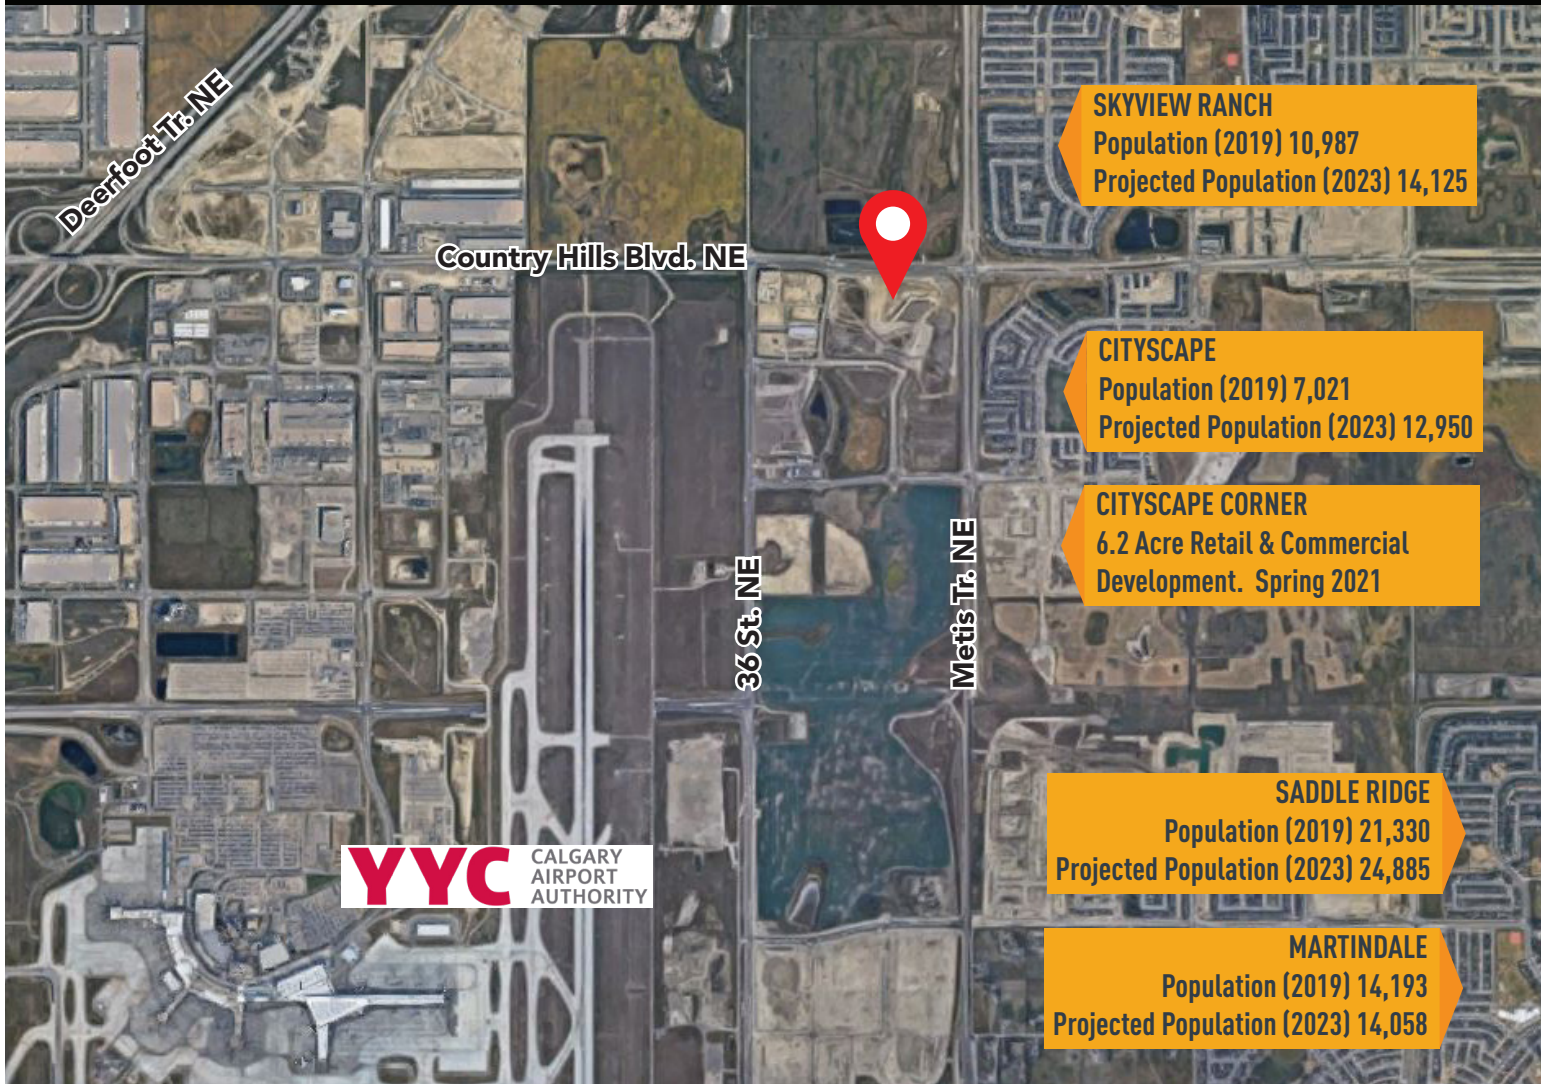 Deerfoot Tr. NE
Country Hills Blvd. NE
SKYVIEW RANCH
Population (2019) 10,987
Projected Population (2023) 14,125
CITYSCAPE
Population (2019) 7,021
Projected Population (2023) 12,950
CITYSCAPE CORNER
6.2 Acre Retail & Commercial
Development. Spring 2021
36 St. NE
Metis Tr. NE
SADDLE RIDGE
Population (2019) 21,330
Projected Population (2023) 24,885
YYC
CALGARY
AIRPORT
AUTHORITY
MARTINDALE
Population (2019) 14,193
Projected Population (2023) 14,058